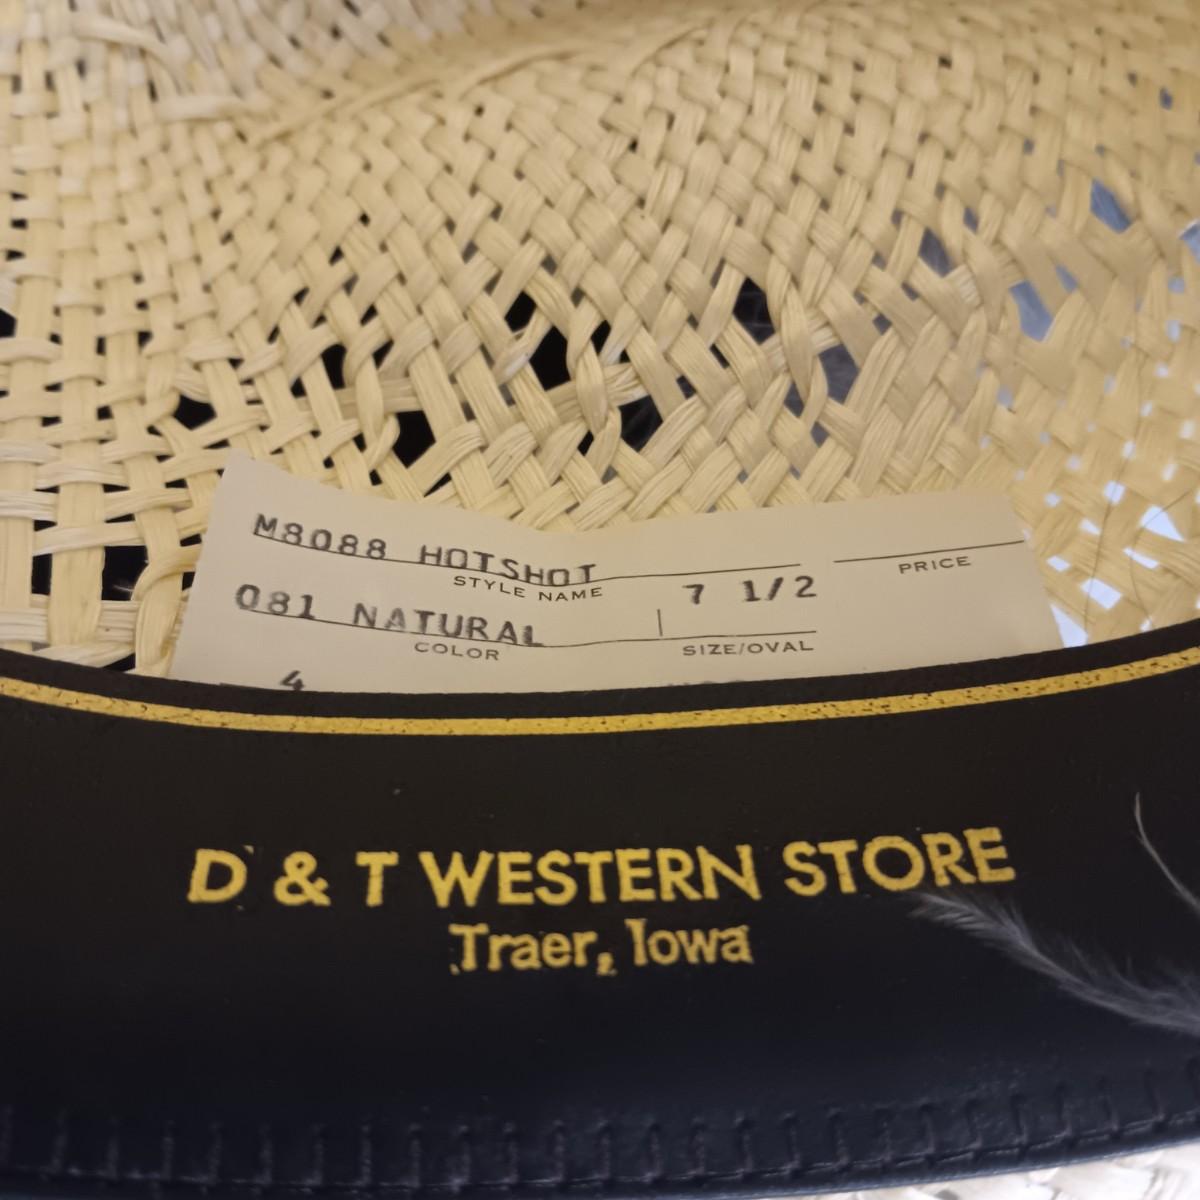 M8088 HOTSHOT
STYLE NAME
PRICE
081 NATURAL
7 1/2
COLOR
SIZE/OVAL
4
D & T WESTERN STORE
Traer, Iowa